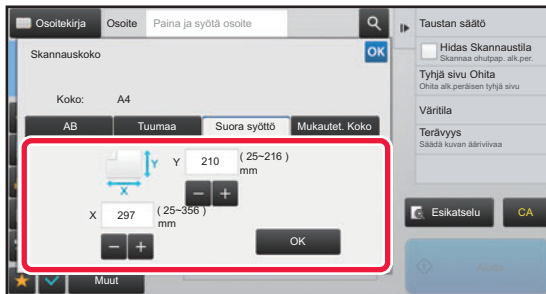 Osoitekirja
Osoite
Paina ja syötä osoite
Taustan säätö
Skannauskoko
OK
Hidas Skannaustila
Skannaa ohutpap. alk.per.
Tyhjä sivu Ohita
Ohita alk.peräisen tyhjä sivu
Koko: A4
Väritila
AB
Tuumaa
Suora syöttö
Mukautet. Koko
Terävyys
Säädä kuvan ääriviivaa
Y
X
Y 210 (25~216)
mm
X 297 (25~356)
mm
OK
Esikatselu
CA
Muut
Aloita